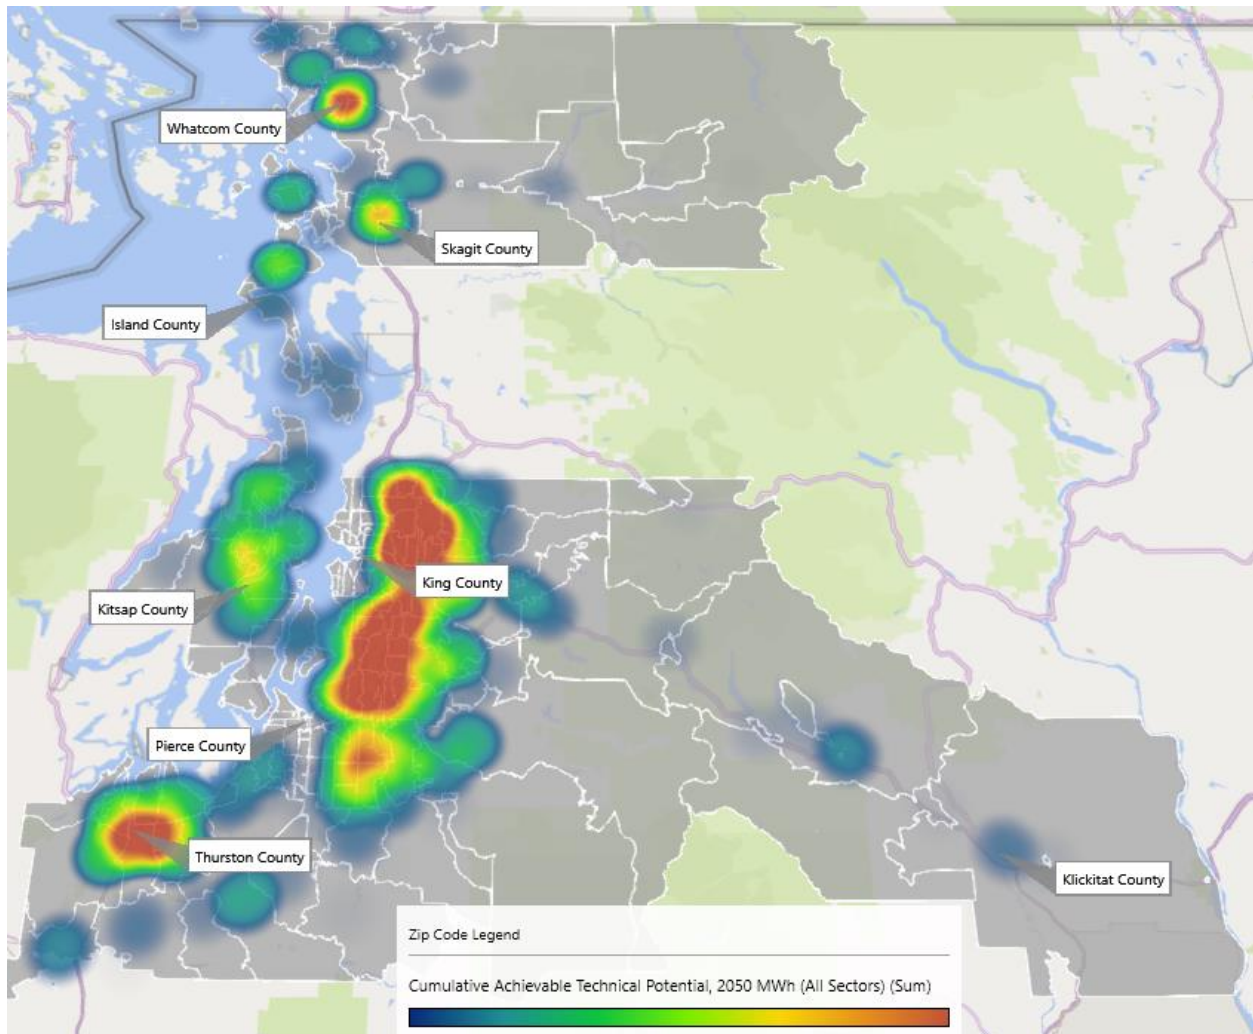 Whatcom County
Skagit County
Island County
King County
Kitsap County
Pierce County
Thurston County
Klickitat County
Zip Code Legend
Cumulative Achievable Technical Potential, 2050 MWh (All Sectors) (Sum)